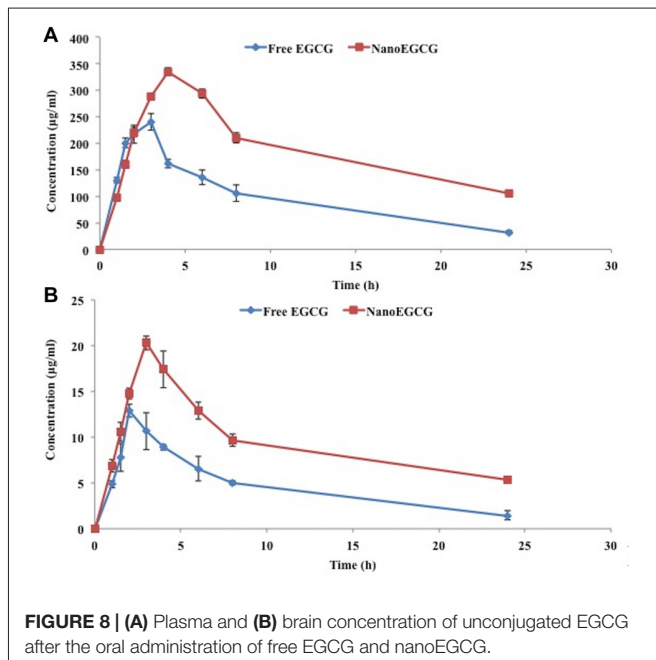 A
Free EGCG NanoEGCG
400
350
300
250
200
150
100
50
0
Concentration (µg/ml)
0 5 10 15 20 25 30
Time (h)
B
Free EGCG NanoEGCG
25
20
15
10
5
0
Concentration (µg/ml)
0 5 10 15 20 25 30
Time (h)
FIGURE 8 | (A) Plasma and (B) brain concentration of unconjugated EGCG
after the oral administration of free EGCG and nanoEGCG.